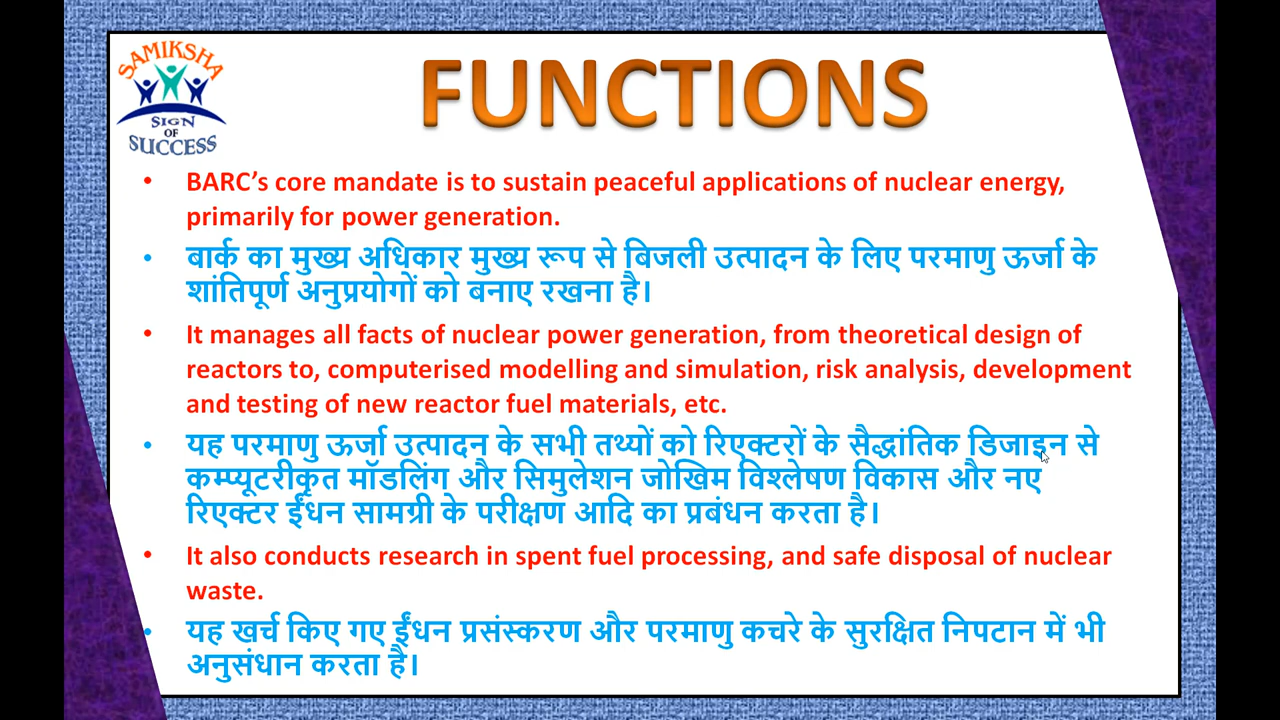 SAMIKSHA
SIGN
OF
SUCCESS
FUNCTIONS
• BARC’s core mandate is to sustain peaceful applications of nuclear energy,
primarily for power generation.
• बार्क का मुख्य अधिकार मुख्य रूप से बिजली उत्पादन के लिए परमाणु ऊर्जा के
शांतिपूर्ण अनुप्रयोगों को बनाए रखना है।
• It manages all facts of nuclear power generation, from theoretical design of
reactors to, computerised modelling and simulation, risk analysis, development
and testing of new reactor fuel materials, etc.
• यह परमाणु ऊर्जा उत्पादन के सभी तथ्यों को रिएक्टरों के सैद्धांतिक डिजाइन से
कम्प्यूटरीकृत मॉडलिंग और सिमुलेशन जोखिम विश्लेषण विकास और नए
रिएक्टर ईंधन सामग्री के परीक्षण आदि का प्रबंधन करता है।
• It also conducts research in spent fuel processing, and safe disposal of nuclear
waste.
• यह खर्च किए गए ईंधन प्रसंस्करण और परमाणु कचरे के सुरक्षित निपटान में भी
अनुसंधान करता है।